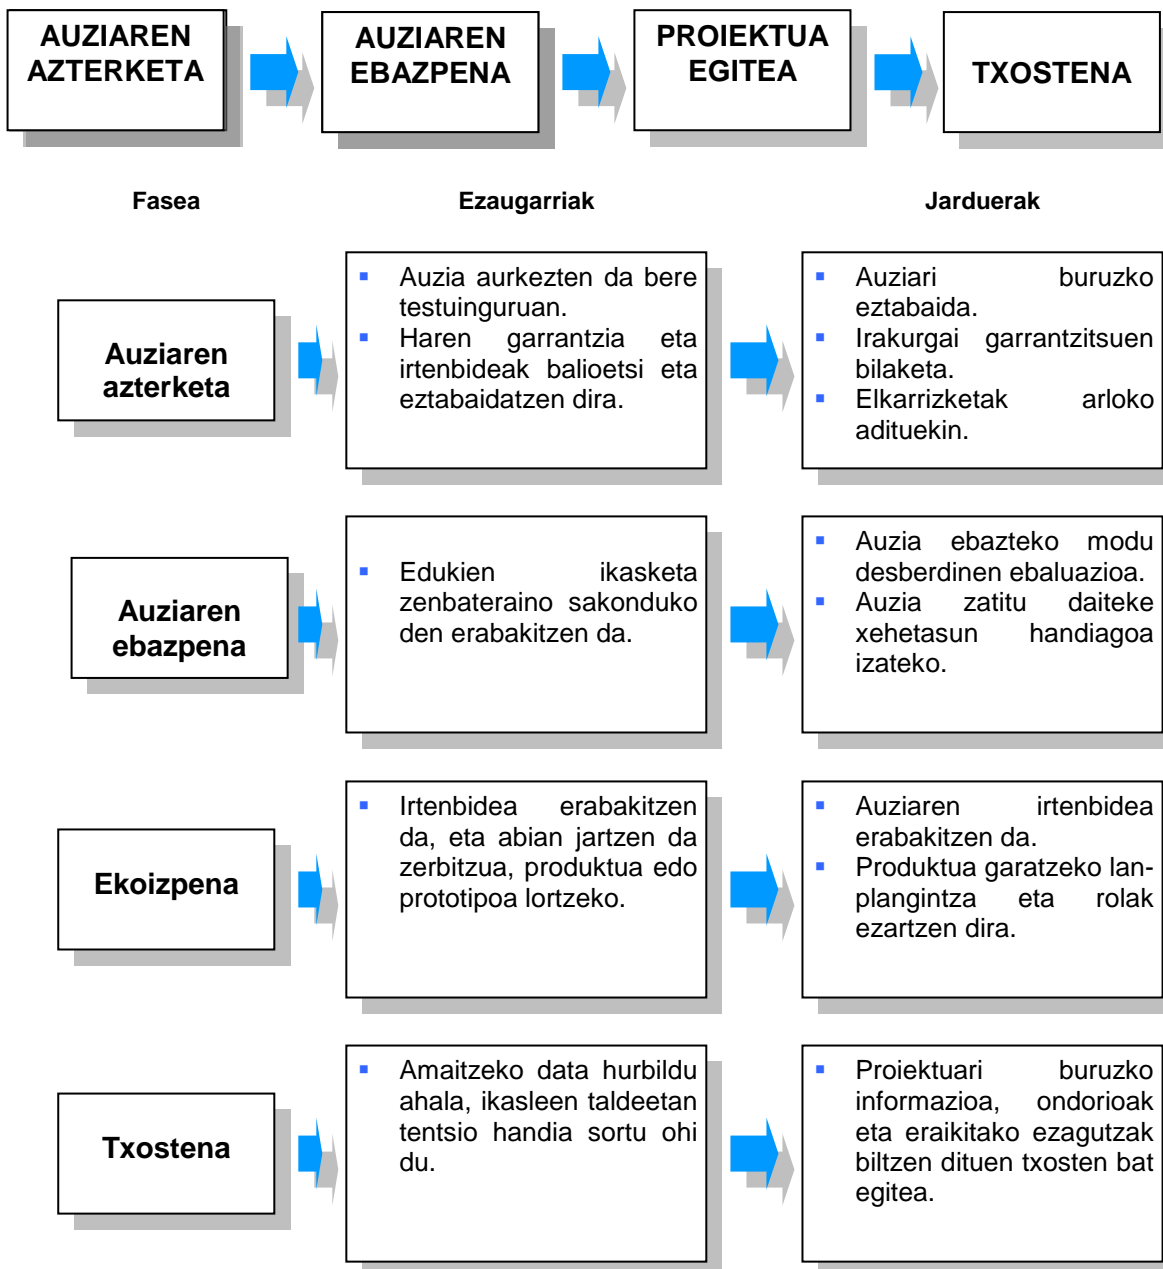 AUZIAREN
AZTERKETA
AUZIAREN
EBAZPENA
PROIEKTUA
EGITEA
TXOSTENA
Fasea
Ezaugarriak
Jarduerak
Auziaren
azterketa
▪ Auzia aurkezten da bere
testuinguruan.
▪ Haren garrantzia eta
irtenbideak balioetsi eta
eztabaidatzen dira.
▪ Auziari buruzko
eztabaida.
▪ Irakurgai garrantzitsuen
bilaketa.
▪ Elkarrizketak arloko
adituekin.
Auziaren
ebazpena
▪ Edukien ikasketa
zenbateraino sakonduko
den erabakitzen da.
▪ Auzia ebazteko modu
desberdinen ebaluazioa.
▪ Auzia zatitu daiteke
xehetasun handiagoa
izateko.
Ekoizpena
▪ Irtenbidea erabakitzen
da, eta abian jartzen da
zerbitzua, produktua edo
prototipoa lortzeko.
▪ Auziaren irtenbidea
erabakitzen da.
▪ Produktua garatzeko lan-
plangintza eta rolak
ezartzen dira.
Txostena
▪ Amaitzeko data hurbildu
ahala, ikasleen taldeetan
tentsio handia sortu ohi
du.
▪ Proiektuari buruzko
informazioa, ondorioak
eta eraikitako ezagutzak
biltzen dituen txosten bat
egitea.